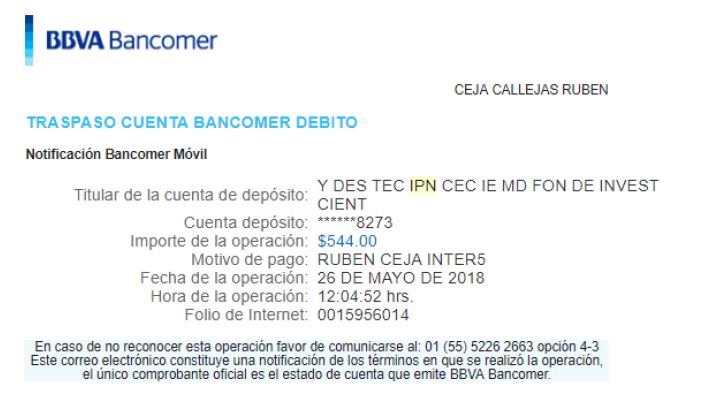 BBVA Bancomer
CEJA CALLEJAS RUBEN
TRASPASO CUENTA BANCOMER DEBITO
Notificación Bancomer Móvil
Titular de la cuenta de depósito: Y DES TEC IPN CEC IE MD FON DE INVEST
CIENT
Cuenta depósito: ******8273
Importe de la operación: $544.00
Motivo de pago: RUBEN CEJA INTER5
Fecha de la operación: 26 DE MAYO DE 2018
Hora de la operación: 12:04:52 hrs.
Folio de Internet: 0015956014
En caso de no reconocer esta operación favor de comunicarse al: 01 (55) 5226 2663 opción 4-3
Este correo electrónico constituye una notificación de los términos en que se realizó la operación,
el único comprobante oficial es el estado de cuenta que emite BBVA Bancomer.